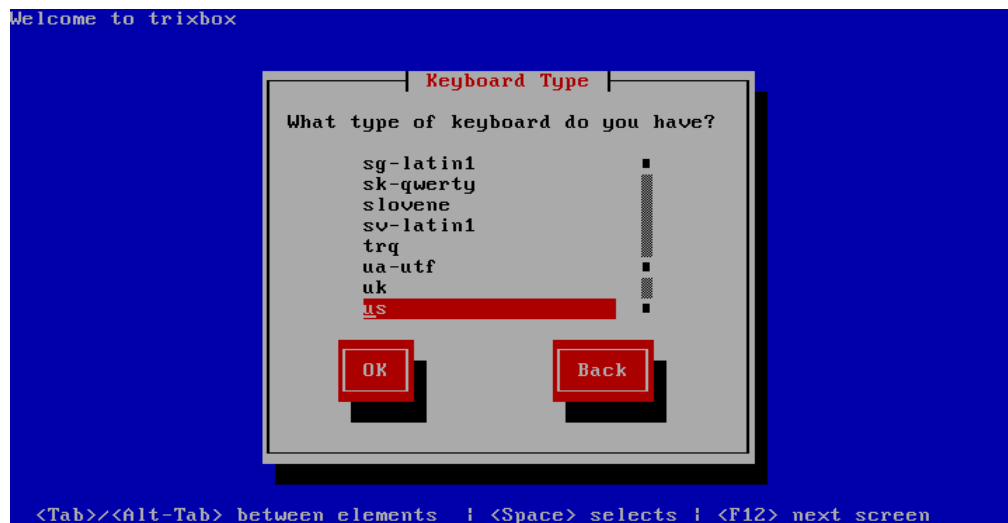 Welcome to trixbox
Keyboard Type
What type of keyboard do you have?
sg-latin1
sk-qwerty
slovene
sv-latin1
trq
ua-utf
uk
us
OK Back
<Tab>/<Alt-Tab> between elements | <Space> selects | <F12> next screen